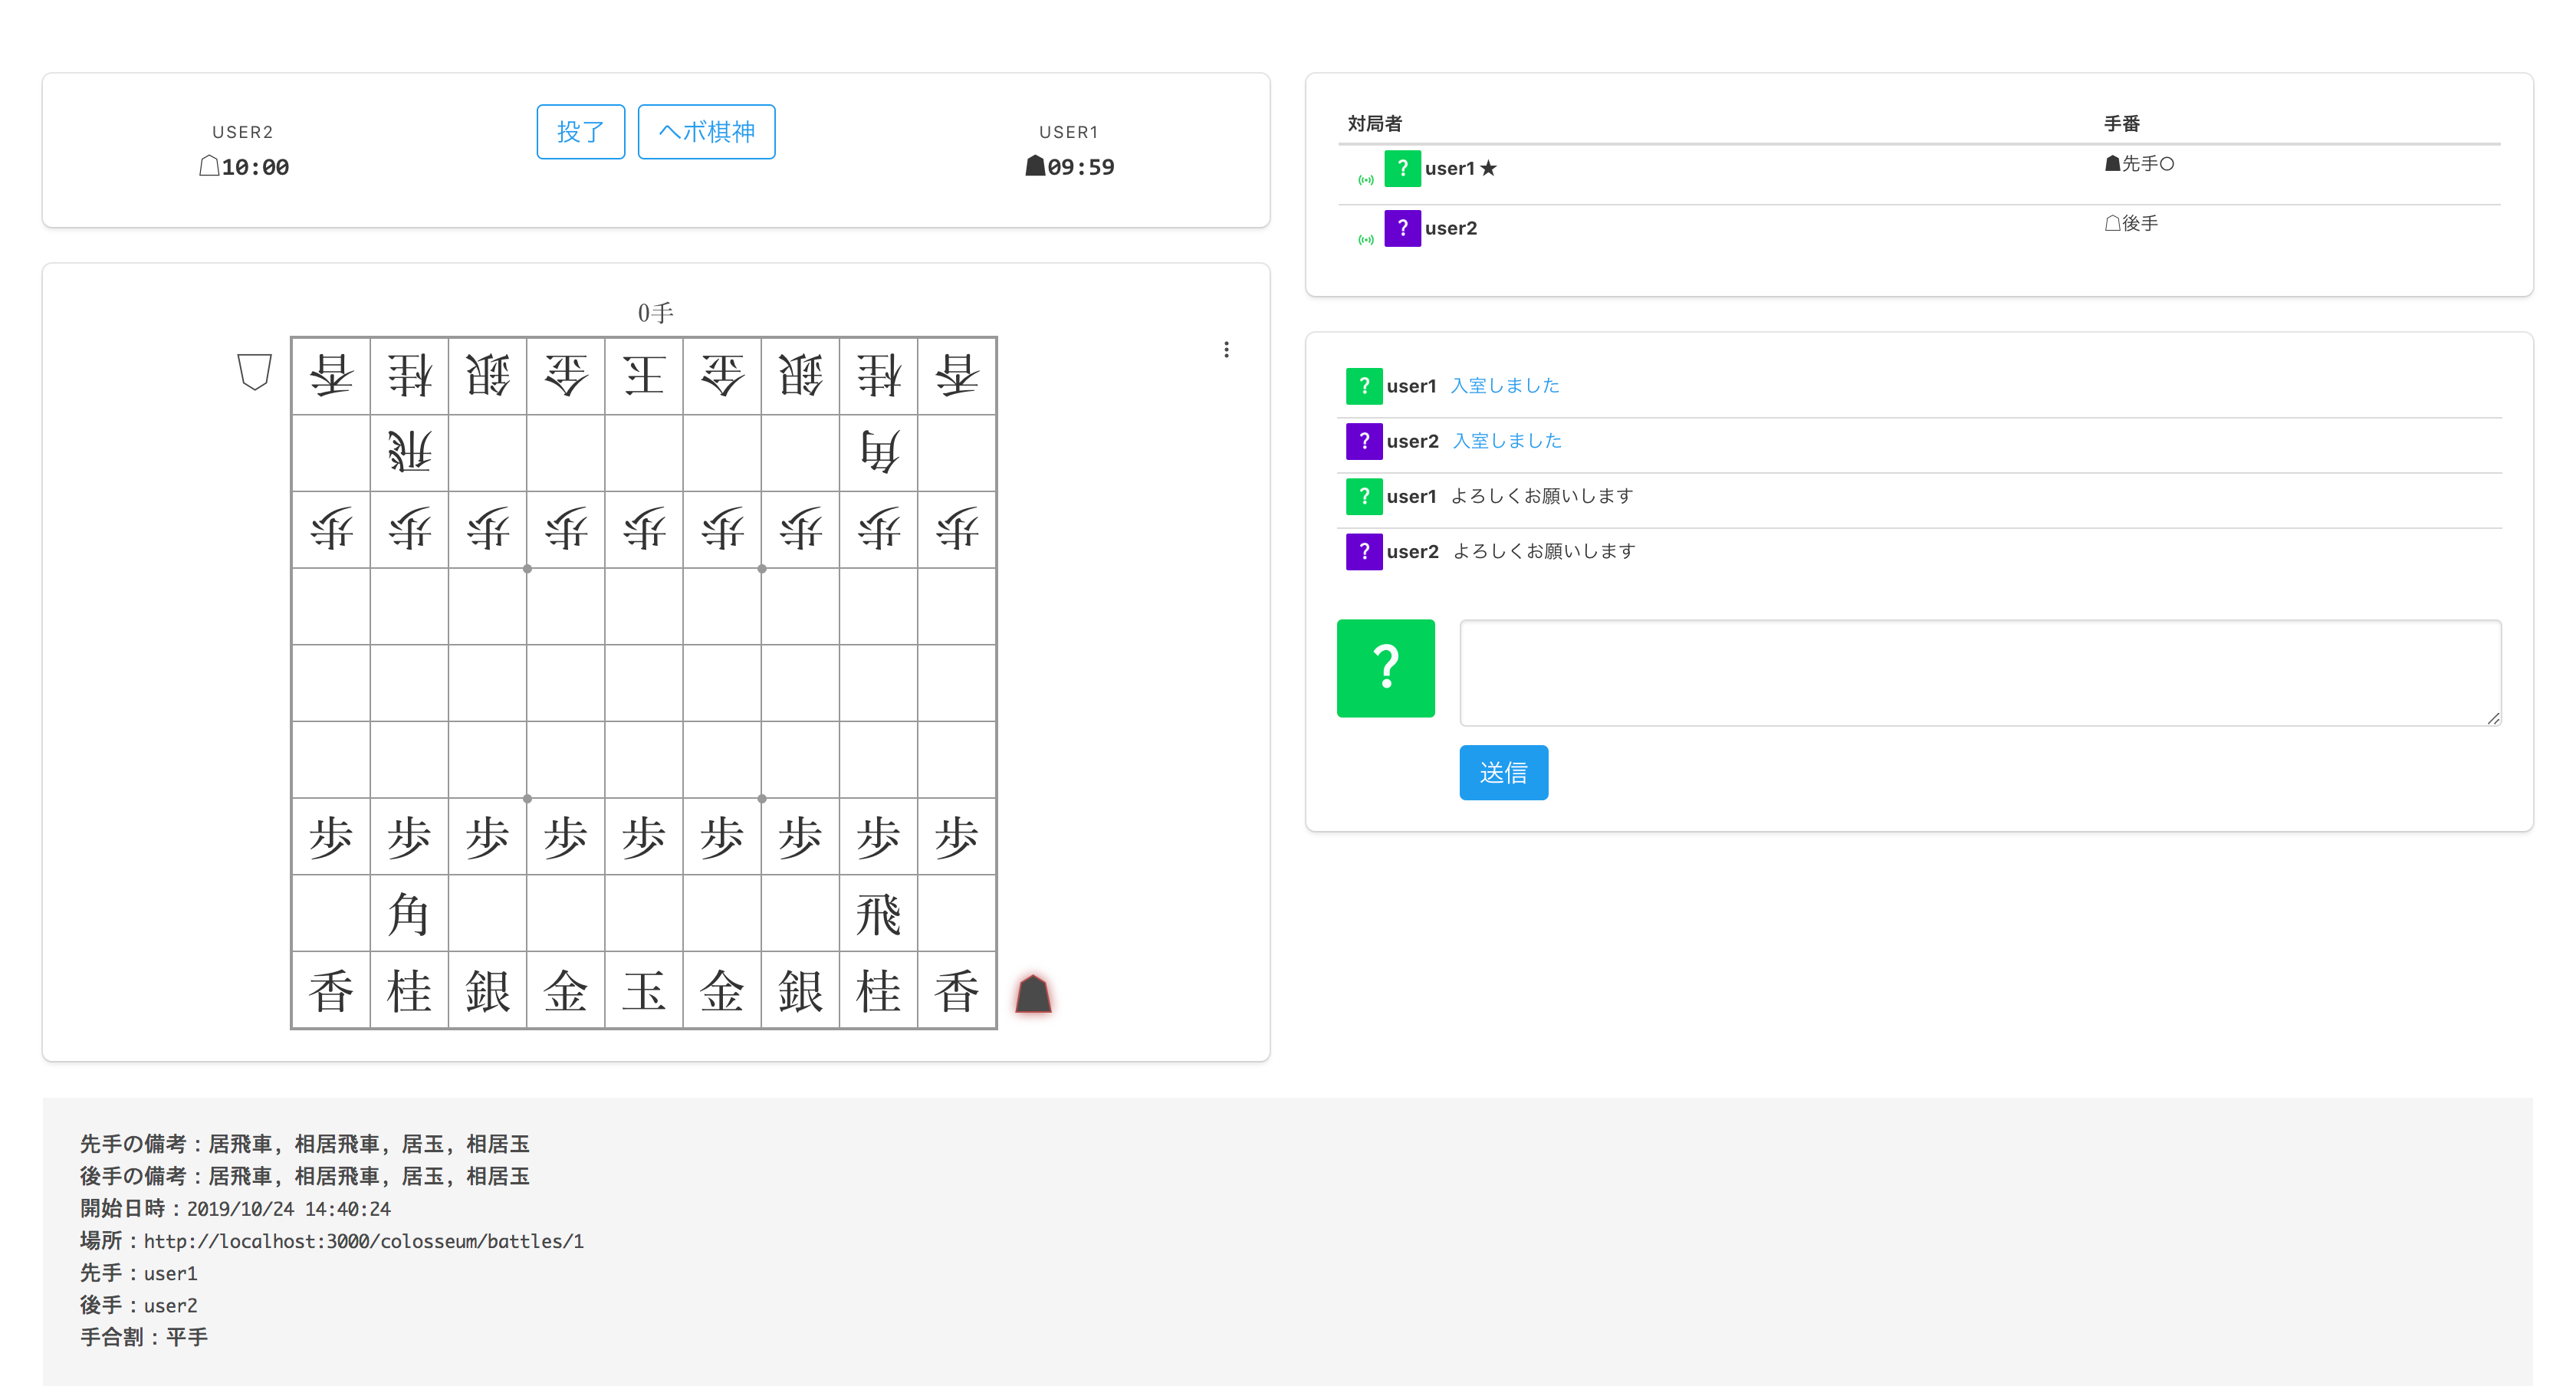 USER2
☖10:00
投了
ヘボ棋神
USER1
☗09:59
0手
香桂銀金王金銀桂香
飛角
歩歩歩歩歩歩歩歩歩
歩歩歩歩歩歩歩歩歩
角飛
香桂銀金玉金銀桂香
対局者 手番
? user1★ ☗先手○
? user2 ☖後手
? user1 入室しました
? user2 入室しました
? user1 よろしくお願いします
? user2 よろしくお願いします
?
送信
先手の備考：居飛車, 相居飛車, 居玉, 相居玉
後手の備考：居飛車, 相居飛車, 居玉, 相居玉
開始日時：2019/10/24 14:40:24
場所：http://localhost:3000/colosseum/battles/1
先手：user1
後手：user2
手合割：平手